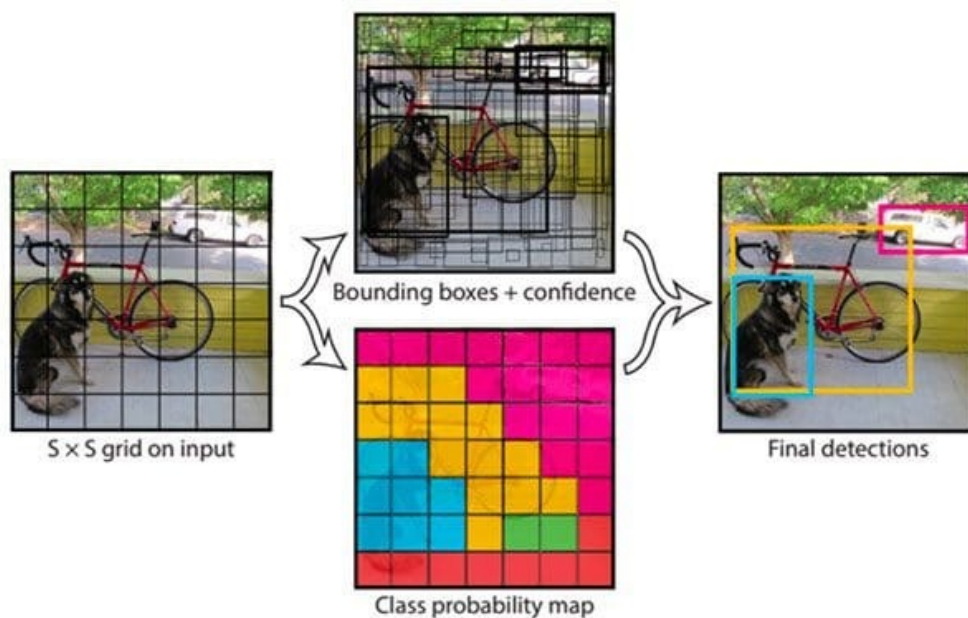 Bounding boxes + confidence
S × S grid on input
Final detections
Class probability map